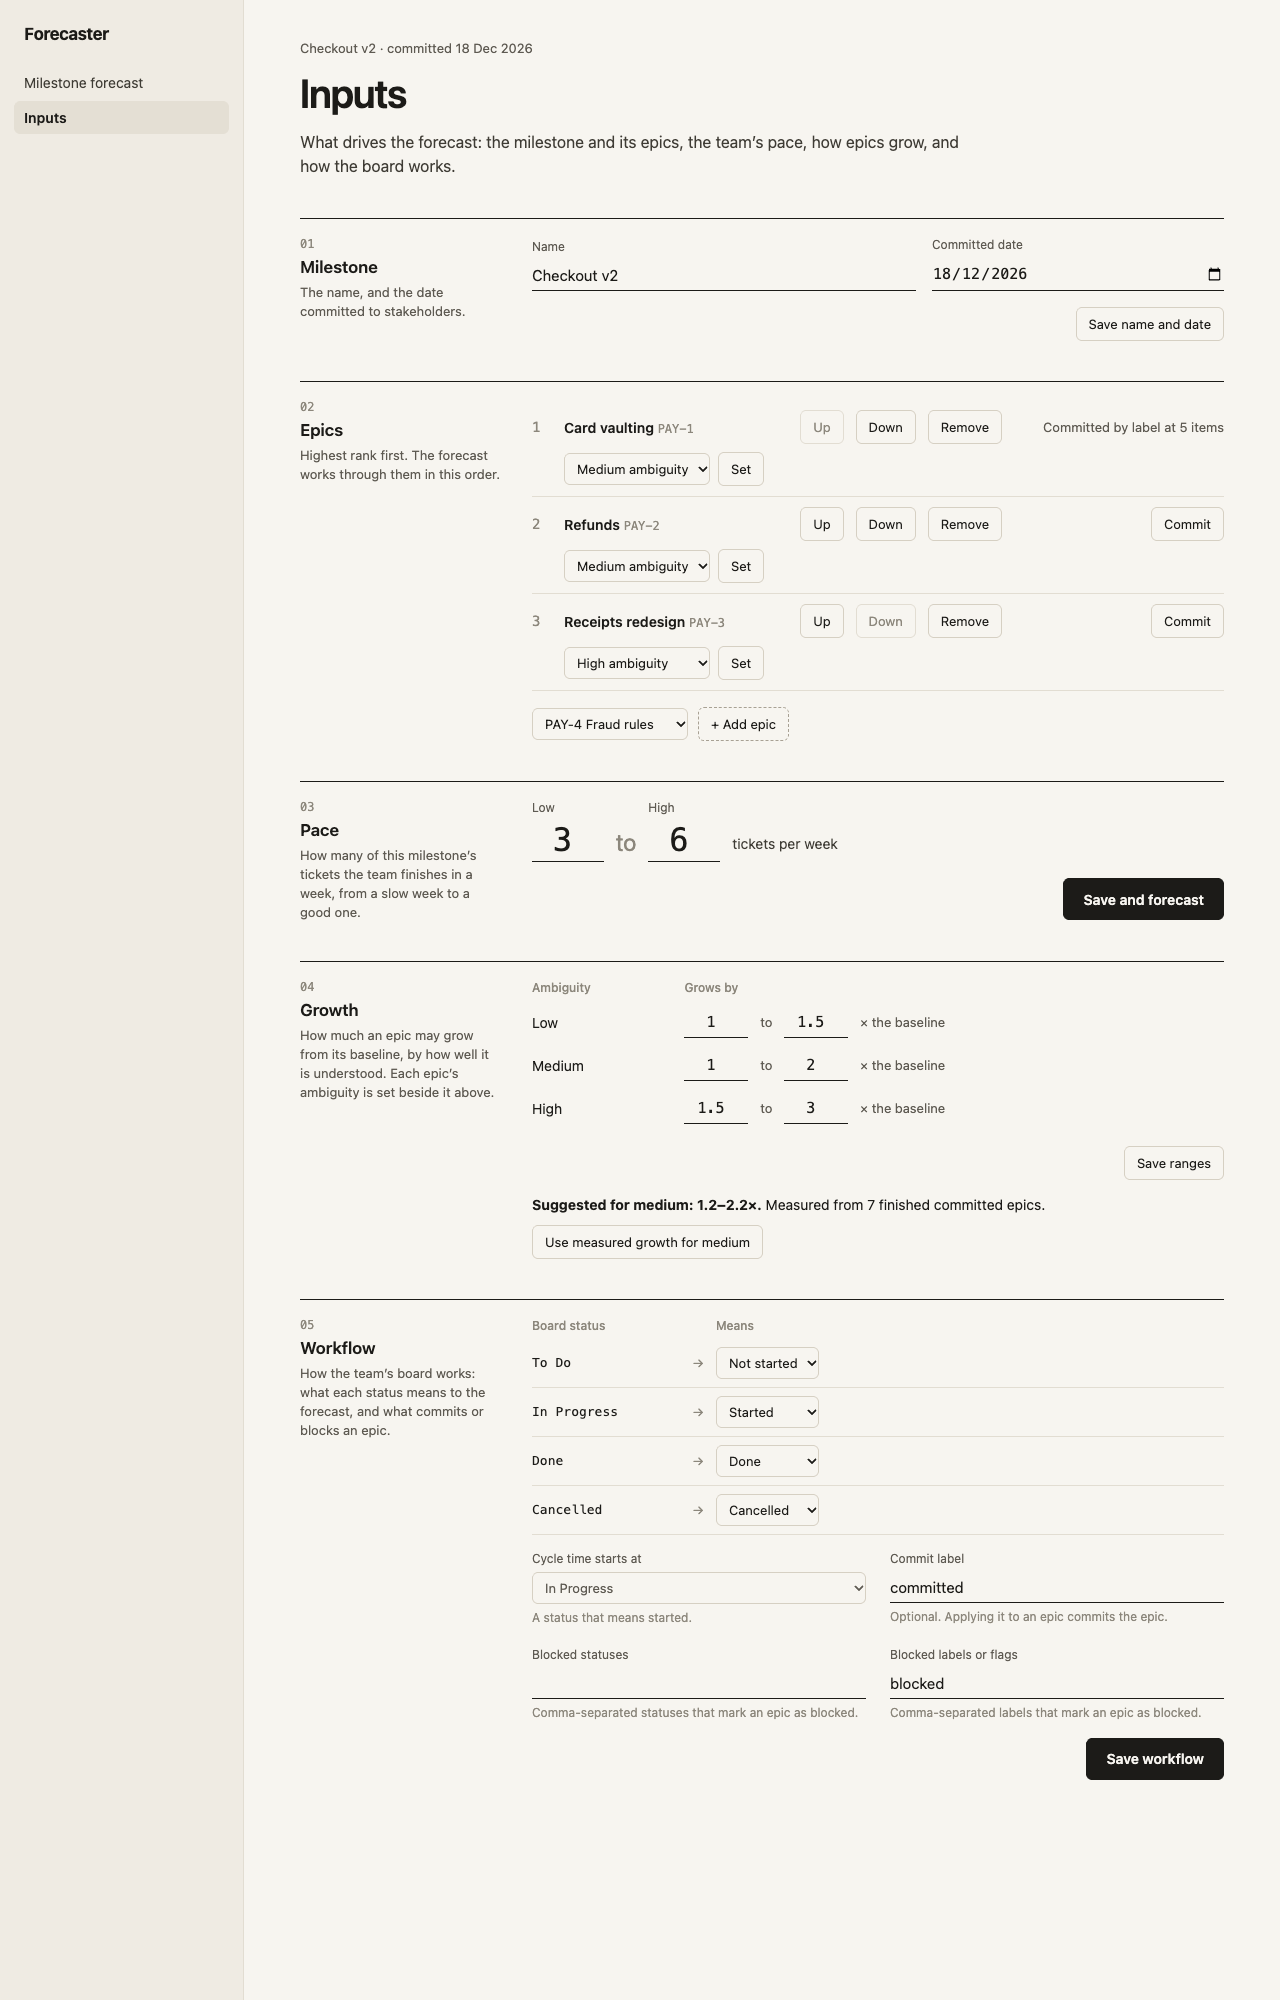 Forecaster
Milestone forecast
Inputs
Checkout v2 · committed 18 Dec 2026
Inputs
What drives the forecast: the milestone and its epics, the team’s pace, how epics grow, and
how the board works.
01
Milestone
The name, and the date
committed to stakeholders.
Name
Checkout v2
Committed date
18/12/2026
Save name and date
02
Epics
Highest rank first. The forecast
works through them in this order.
1 Card vaulting PAY-1 Up Down Remove Committed by label at 5 items
Medium ambiguity Set
2 Refunds PAY-2 Up Down Remove Commit
Medium ambiguity Set
3 Receipts redesign PAY-3 Up Down Remove Commit
High ambiguity Set
PAY-4 Fraud rules + Add epic
03
Pace
How many of this milestone’s
tickets the team finishes in a
week, from a slow week to a
good one.
Low High
3 to 6 tickets per week
Save and forecast
04
Growth
How much an epic may grow
from its baseline, by how well it
is understood. Each epic’s
ambiguity is set beside it above.
Ambiguity Grows by
Low 1 to 1.5 × the baseline
Medium 1 to 2 × the baseline
High 1.5 to 3 × the baseline
Save ranges
Suggested for medium: 1.2–2.2×. Measured from 7 finished committed epics.
Use measured growth for medium
05
Workflow
How the team’s board works:
what each status means to the
forecast, and what commits or
blocks an epic.
Board status Means
To Do → Not started
In Progress → Started
Done → Done
Cancelled → Cancelled
Cycle time starts at
In Progress
A status that means started.
Commit label
committed
Optional. Applying it to an epic commits the epic.
Blocked statuses
Comma-separated statuses that mark an epic as blocked.
Blocked labels or flags
blocked
Comma-separated labels that mark an epic as blocked.
Save workflow